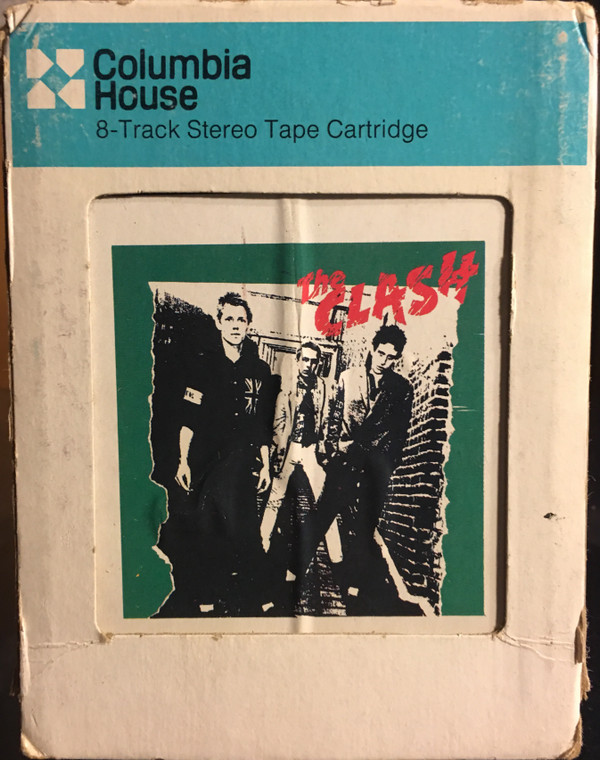 Columbia
House
8-Track Stereo Tape Cartridge
The
CLASH